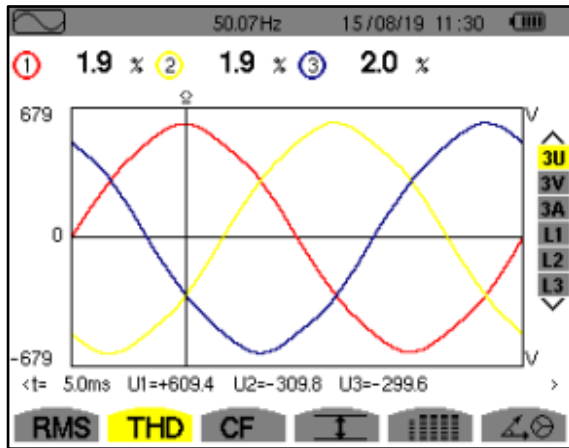 50.07Hz 15/08/19 11:30
1 1.9 % 2 1.9 % 3 2.0 %
679 V
3U
3V
3A
0 L1
L2
L3
-679 V
<t= 5.0ms U1=+609.4 U2=-309.8 U3=-299.6 >
RMS THD CF